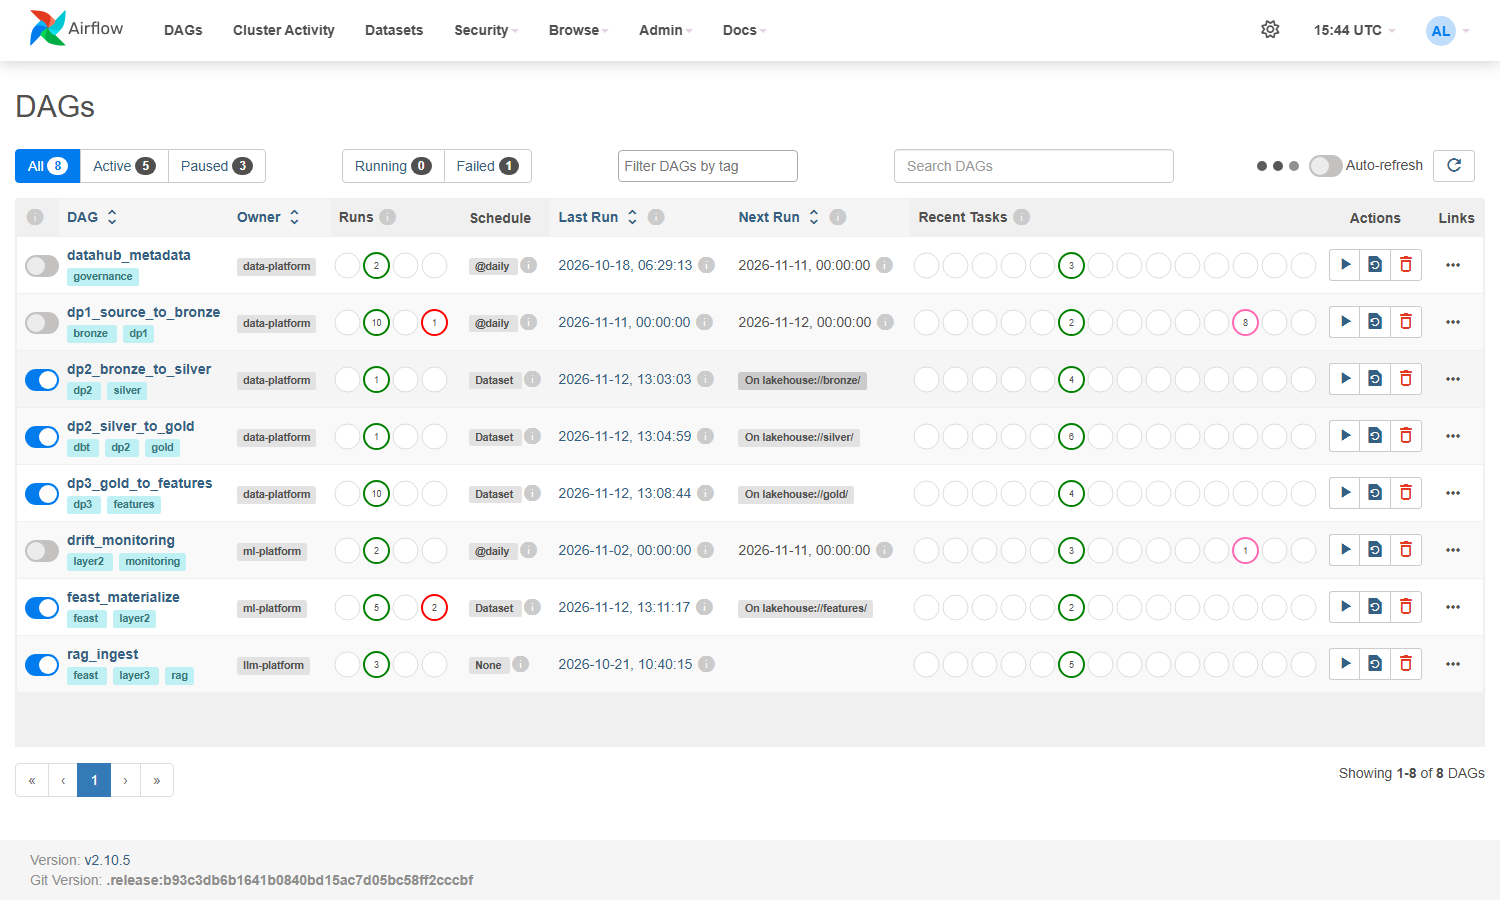 Airflow DAGs Cluster Activity Datasets Security Browse Admin Docs 15:44 UTC AL
DAGs
All 8 Active 5 Paused 3 Running 0 Failed 1 Filter DAGs by tag Search DAGs Auto-refresh
DAG Owner Runs Schedule Last Run Next Run Recent Tasks Actions Links
datahub_metadata
governance
data-platform 2 @daily 2026-10-18, 06:29:13 2026-11-11, 00:00:00 3
dp1_source_to_bronze
bronze dp1
data-platform 10 1 @daily 2026-11-11, 00:00:00 2026-11-12, 00:00:00 2 8
dp2_bronze_to_silver
dp2 silver
data-platform 1 Dataset 2026-11-12, 13:03:03 On lakehouse://bronze/ 4
dp2_silver_to_gold
dbt dp2 gold
data-platform 1 Dataset 2026-11-12, 13:04:59 On lakehouse://silver/ 6
dp3_gold_to_features
dp3 features
data-platform 10 Dataset 2026-11-12, 13:08:44 On lakehouse://gold/ 4
drift_monitoring
layer2 monitoring
ml-platform 2 @daily 2026-11-02, 00:00:00 2026-11-11, 00:00:00 3 1
feast_materialize
feast layer2
ml-platform 5 2 Dataset 2026-11-12, 13:11:17 On lakehouse://features/ 2
rag_ingest
feast layer3 rag
llm-platform 3 None 2026-10-21, 10:40:15 5
« ‹ 1 › »
Showing 1-8 of 8 DAGs
Version: v2.10.5
Git Version: .release:b93c3db6b1641b0840bd15ac7d05bc58ff2cccbf